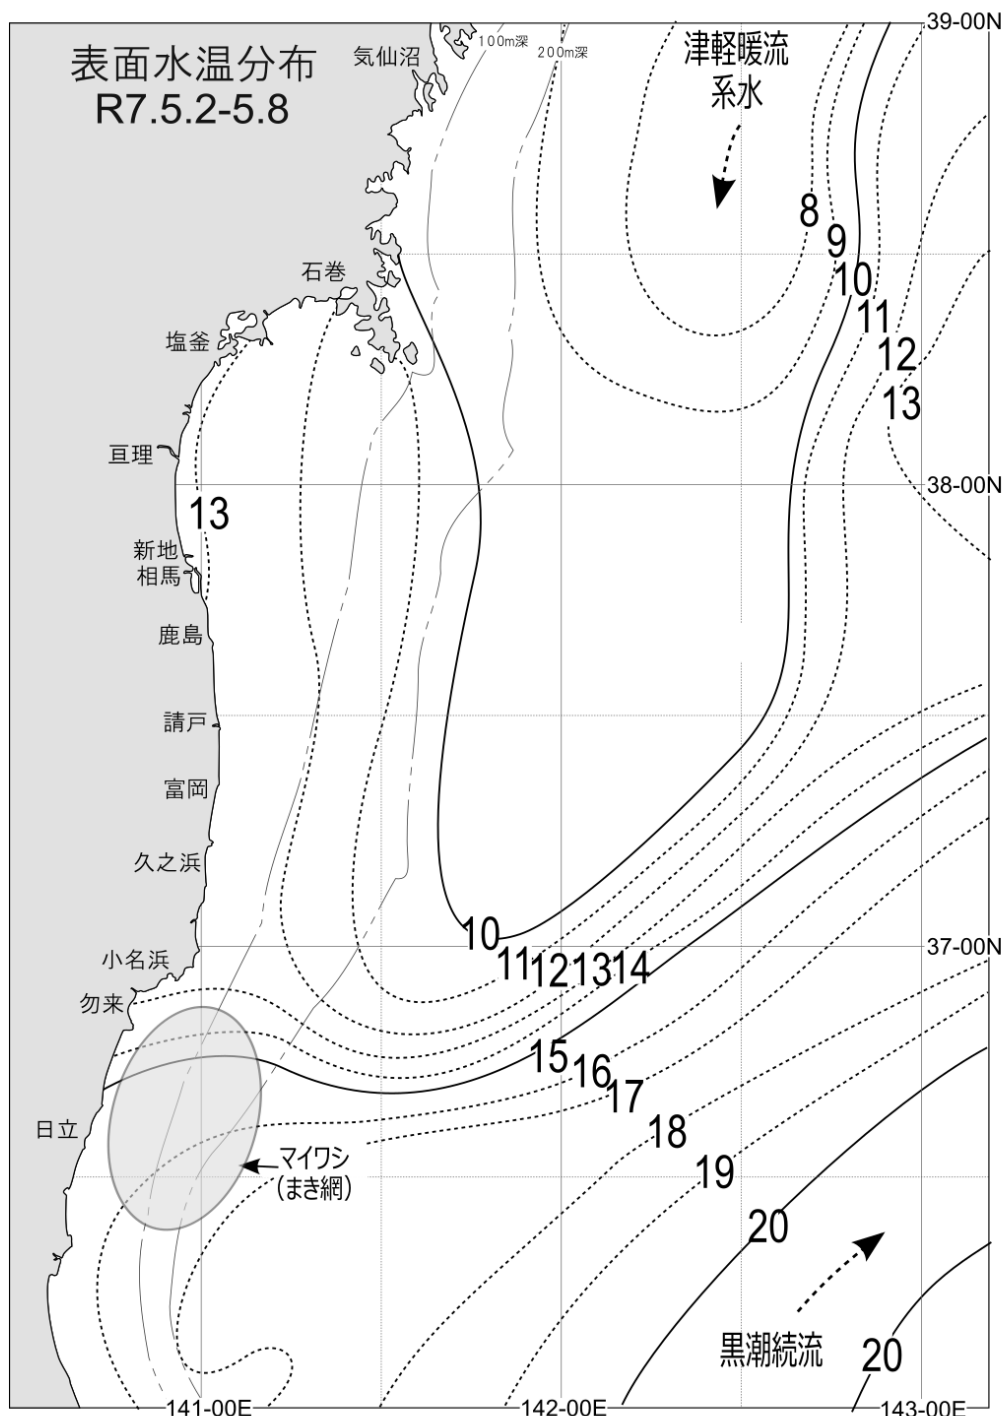 表面水温分布
R7.5.2-5.8
気仙沼
100m深
200m深
津軽暖流
系水
39-00N
8
9
10
11
12
13
石巻
塩釜
亘理
38-00N
13
新地
相馬
鹿島
請戸
富岡
久之浜
小名浜
勿来
日立
10
11
12
13
14
37-00N
15
16
17
18
19
20
マイワシ
(まき網)
黒潮続流
20
141-00E
142-00E
143-00E